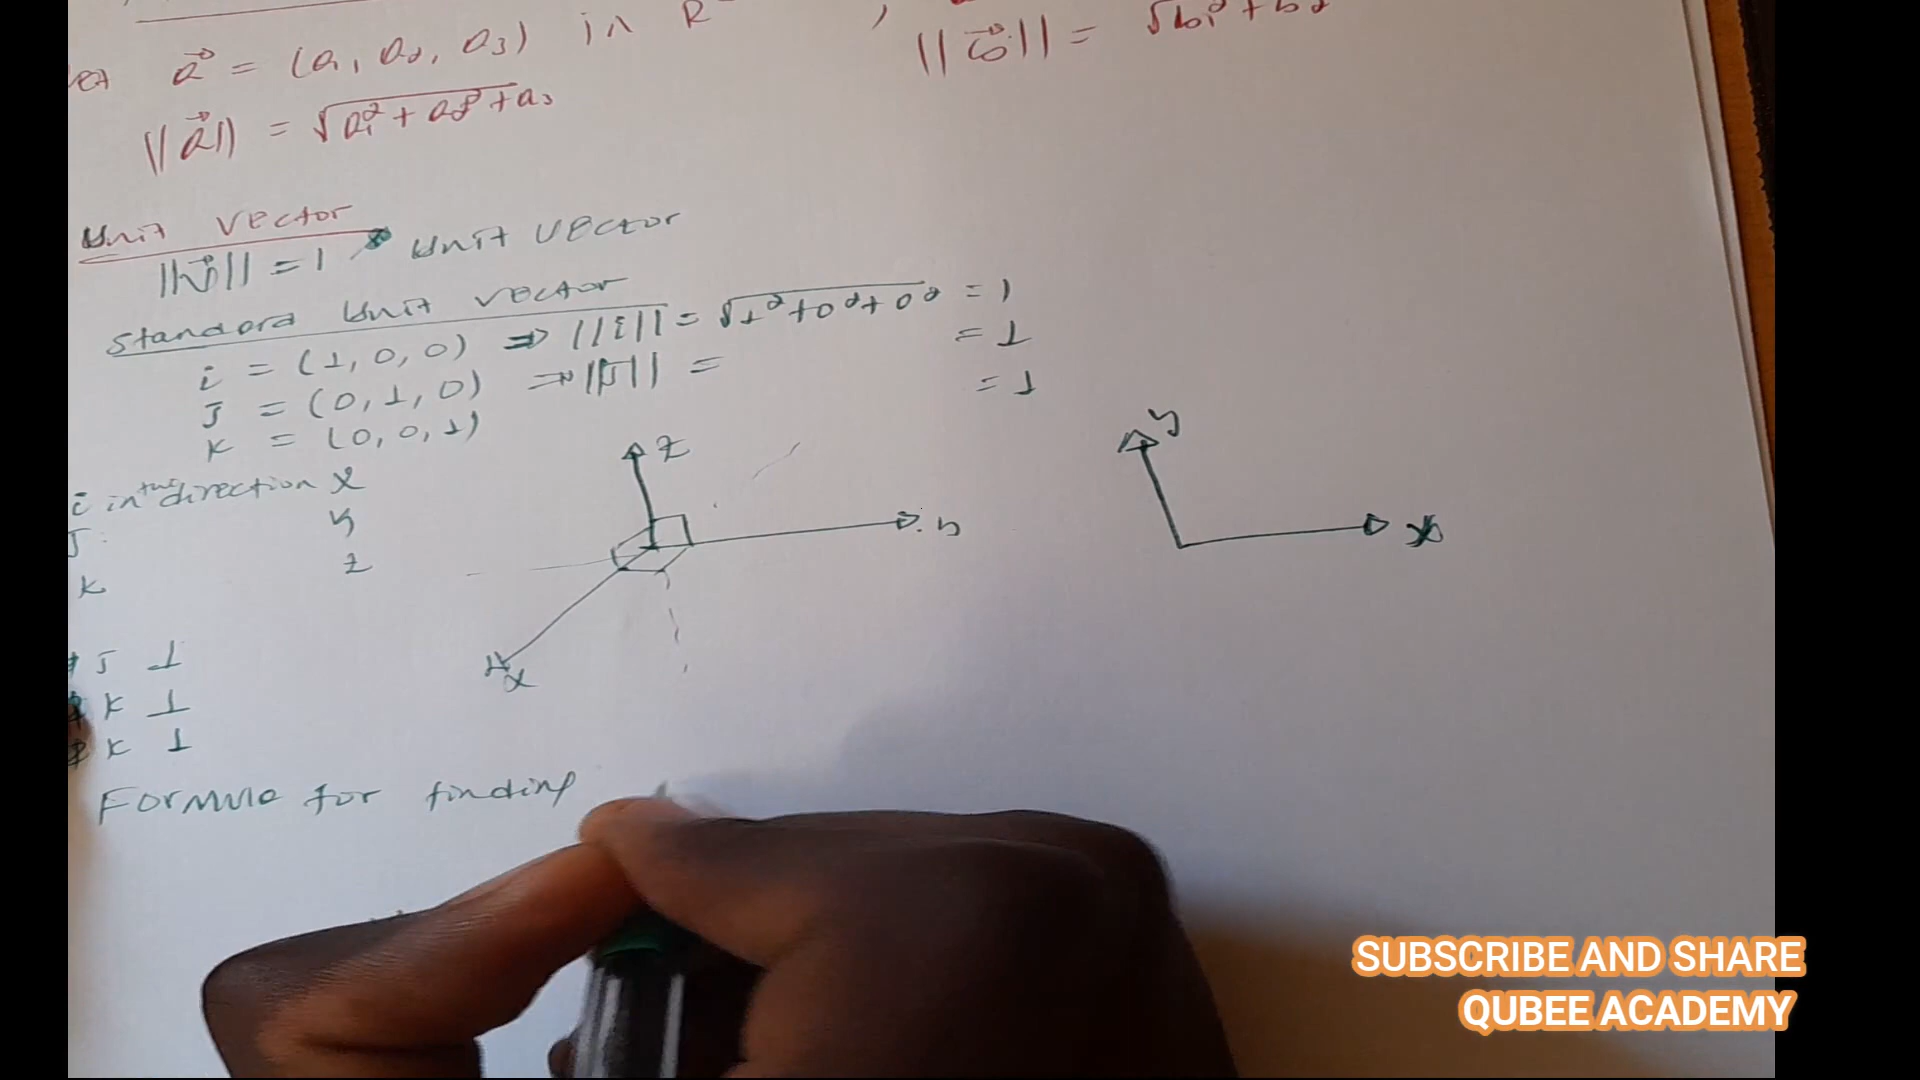 a⃗ = (a₁, a₂, a₃) in R
||a⃗|| = √a₁² + a₂² + a₃
= √b₁² + b₂
Unit Vector
||v⃗|| = 1 Unit Vector
Standard Unit Vector
i = (1, 0, 0) ⇒ ||i|| = √1² + 0² + 0² = 1
J = (0, 1, 0) ⇒ ||J|| = = 1
K = (0, 0, 1) = 1
i in the direction x
J y
K z
z
y
x
y
x
J ⊥
K ⊥
K ⊥
Formula for finding
SUBSCRIBE AND SHARE
QUBEE ACADEMY